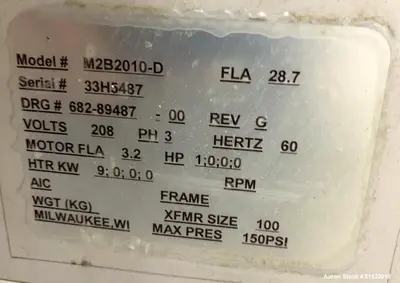 Model # M2B2010-D FLA 28.7
Serial # 33H3487
DRG # 682-89487 - 00 REV G
VOLTS 208 PH 3 HERTZ 60
MOTOR FLA 3.2 HP 1;0;0;0
HTR KW 9; 0; 0; 0 RPM
AIC FRAME
WGT (KG) XFMR SIZE 100
MILWAUKEE,WI MAX PRES 150PSI